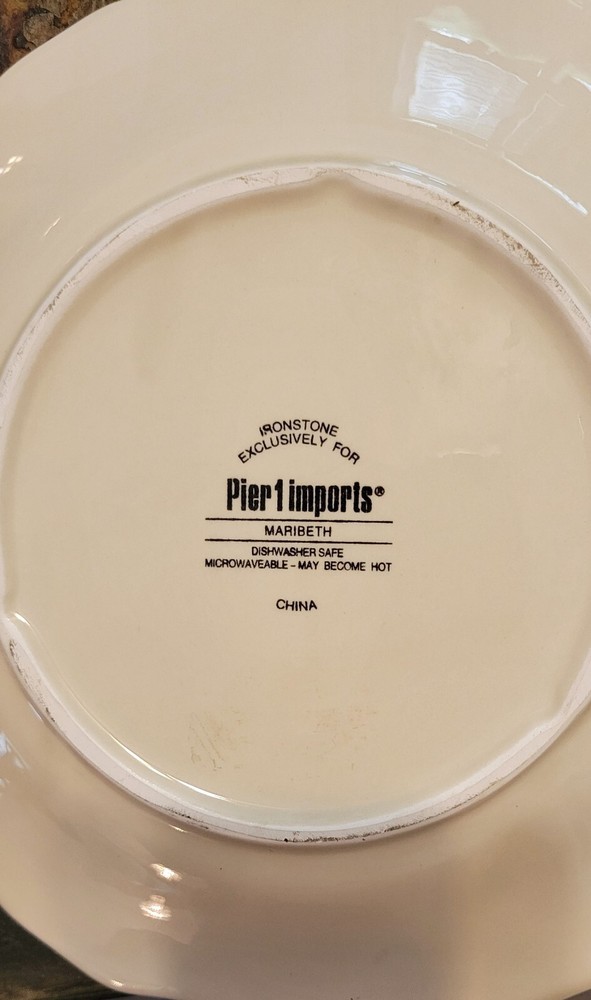 IRONSTONE
EXCLUSIVELY FOR
Pier 1 imports®
MARIBETH
DISHWASHER SAFE
MICROWAVEABLE - MAY BECOME HOT
CHINA